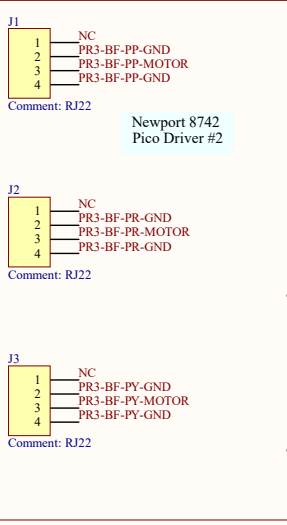 J1
1 NC
2 PR3-BF-PP-GND
3 PR3-BF-PP-MOTOR
4 PR3-BF-PP-GND
Comment: RJ22
Newport 8742
Pico Driver #2
J2
1 NC
2 PR3-BF-PR-GND
3 PR3-BF-PR-MOTOR
4 PR3-BF-PR-GND
Comment: RJ22
J3
1 NC
2 PR3-BF-PY-GND
3 PR3-BF-PY-MOTOR
4 PR3-BF-PY-GND
Comment: RJ22